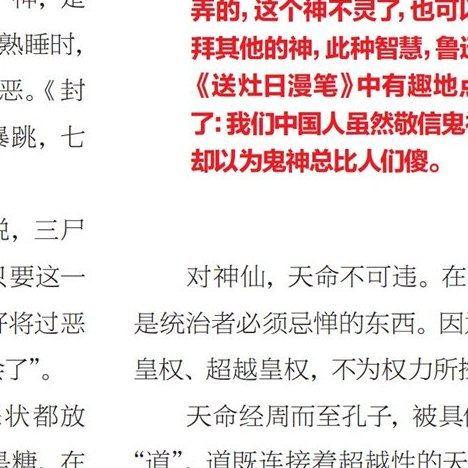 神，是
熟睡时，
恶。《封
暴跳，七
说，三尸
只要这一
好将过恶
会了”。
状都放
是糖，在
弄的，这个神不灵了，也可以
拜其他的神，此种智慧，鲁迅
《送灶日漫笔》中有趣地点
了：我们中国人虽然敬信鬼神
却以为鬼神总比人们傻。
对神仙，天命不可违。在
是统治者必须忌惮的东西。因为
皇权、超越皇权，不为权力所
天命经周而至孔子，被具体
“道”，道既连接着超越性的天